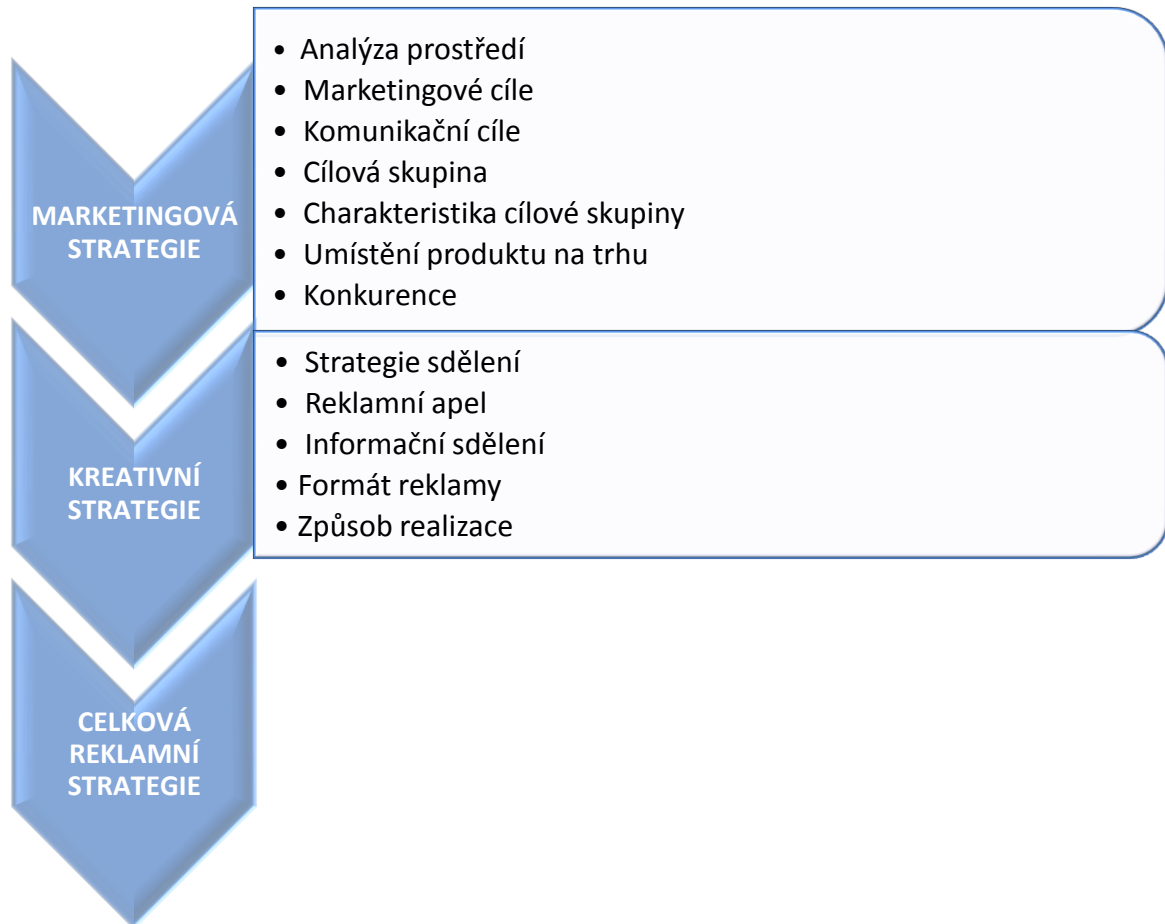 MARKETINGOVÁ
STRATEGIE
• Analýza prostředí
• Marketingové cíle
• Komunikační cíle
• Cílová skupina
• Charakteristika cílové skupiny
• Umístění produktu na trhu
• Konkurence
KREATIVNÍ
STRATEGIE
• Strategie sdělení
• Reklamní apel
• Informační sdělení
• Formát reklamy
• Způsob realizace
CELKOVÁ
REKLAMNÍ
STRATEGIE